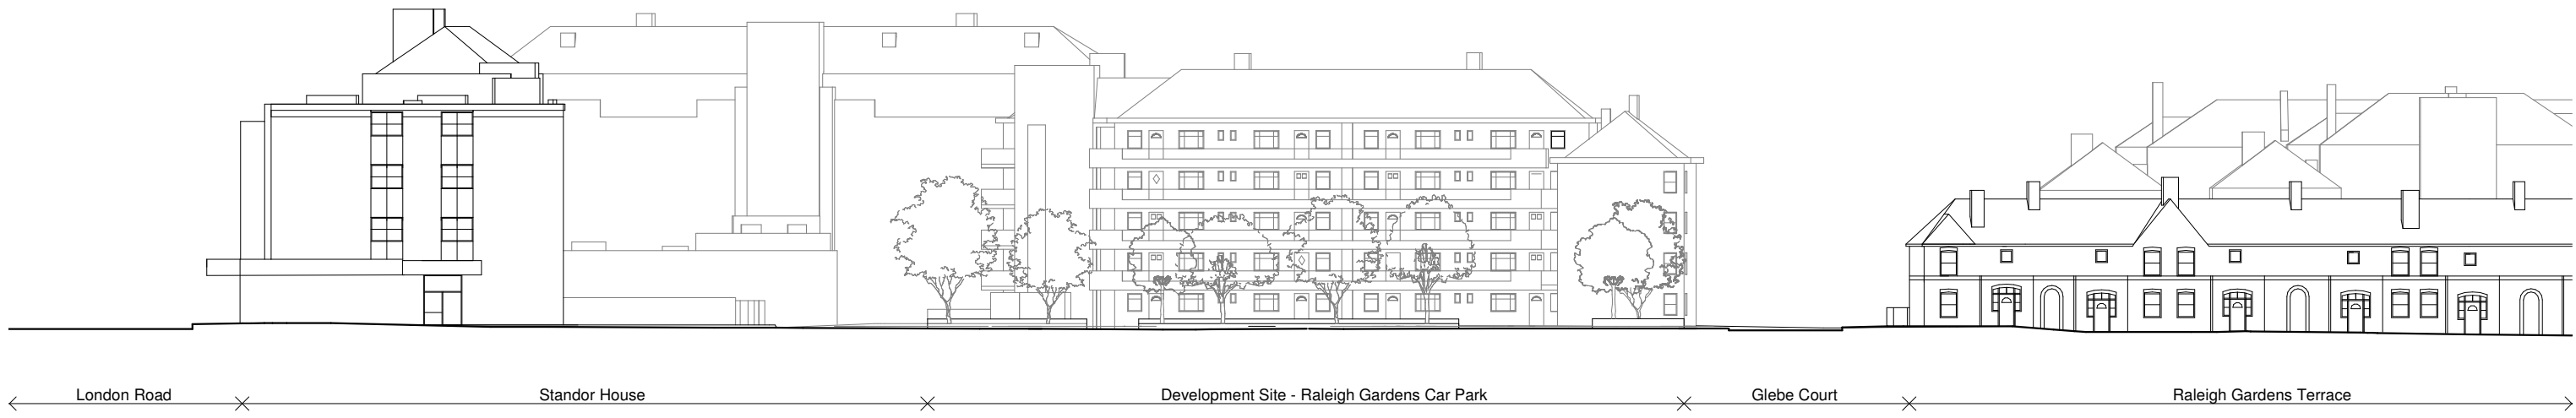 London Road
Standor House
Development Site - Raleigh Gardens Car Park
Glebe Court
Raleigh Gardens Terrace